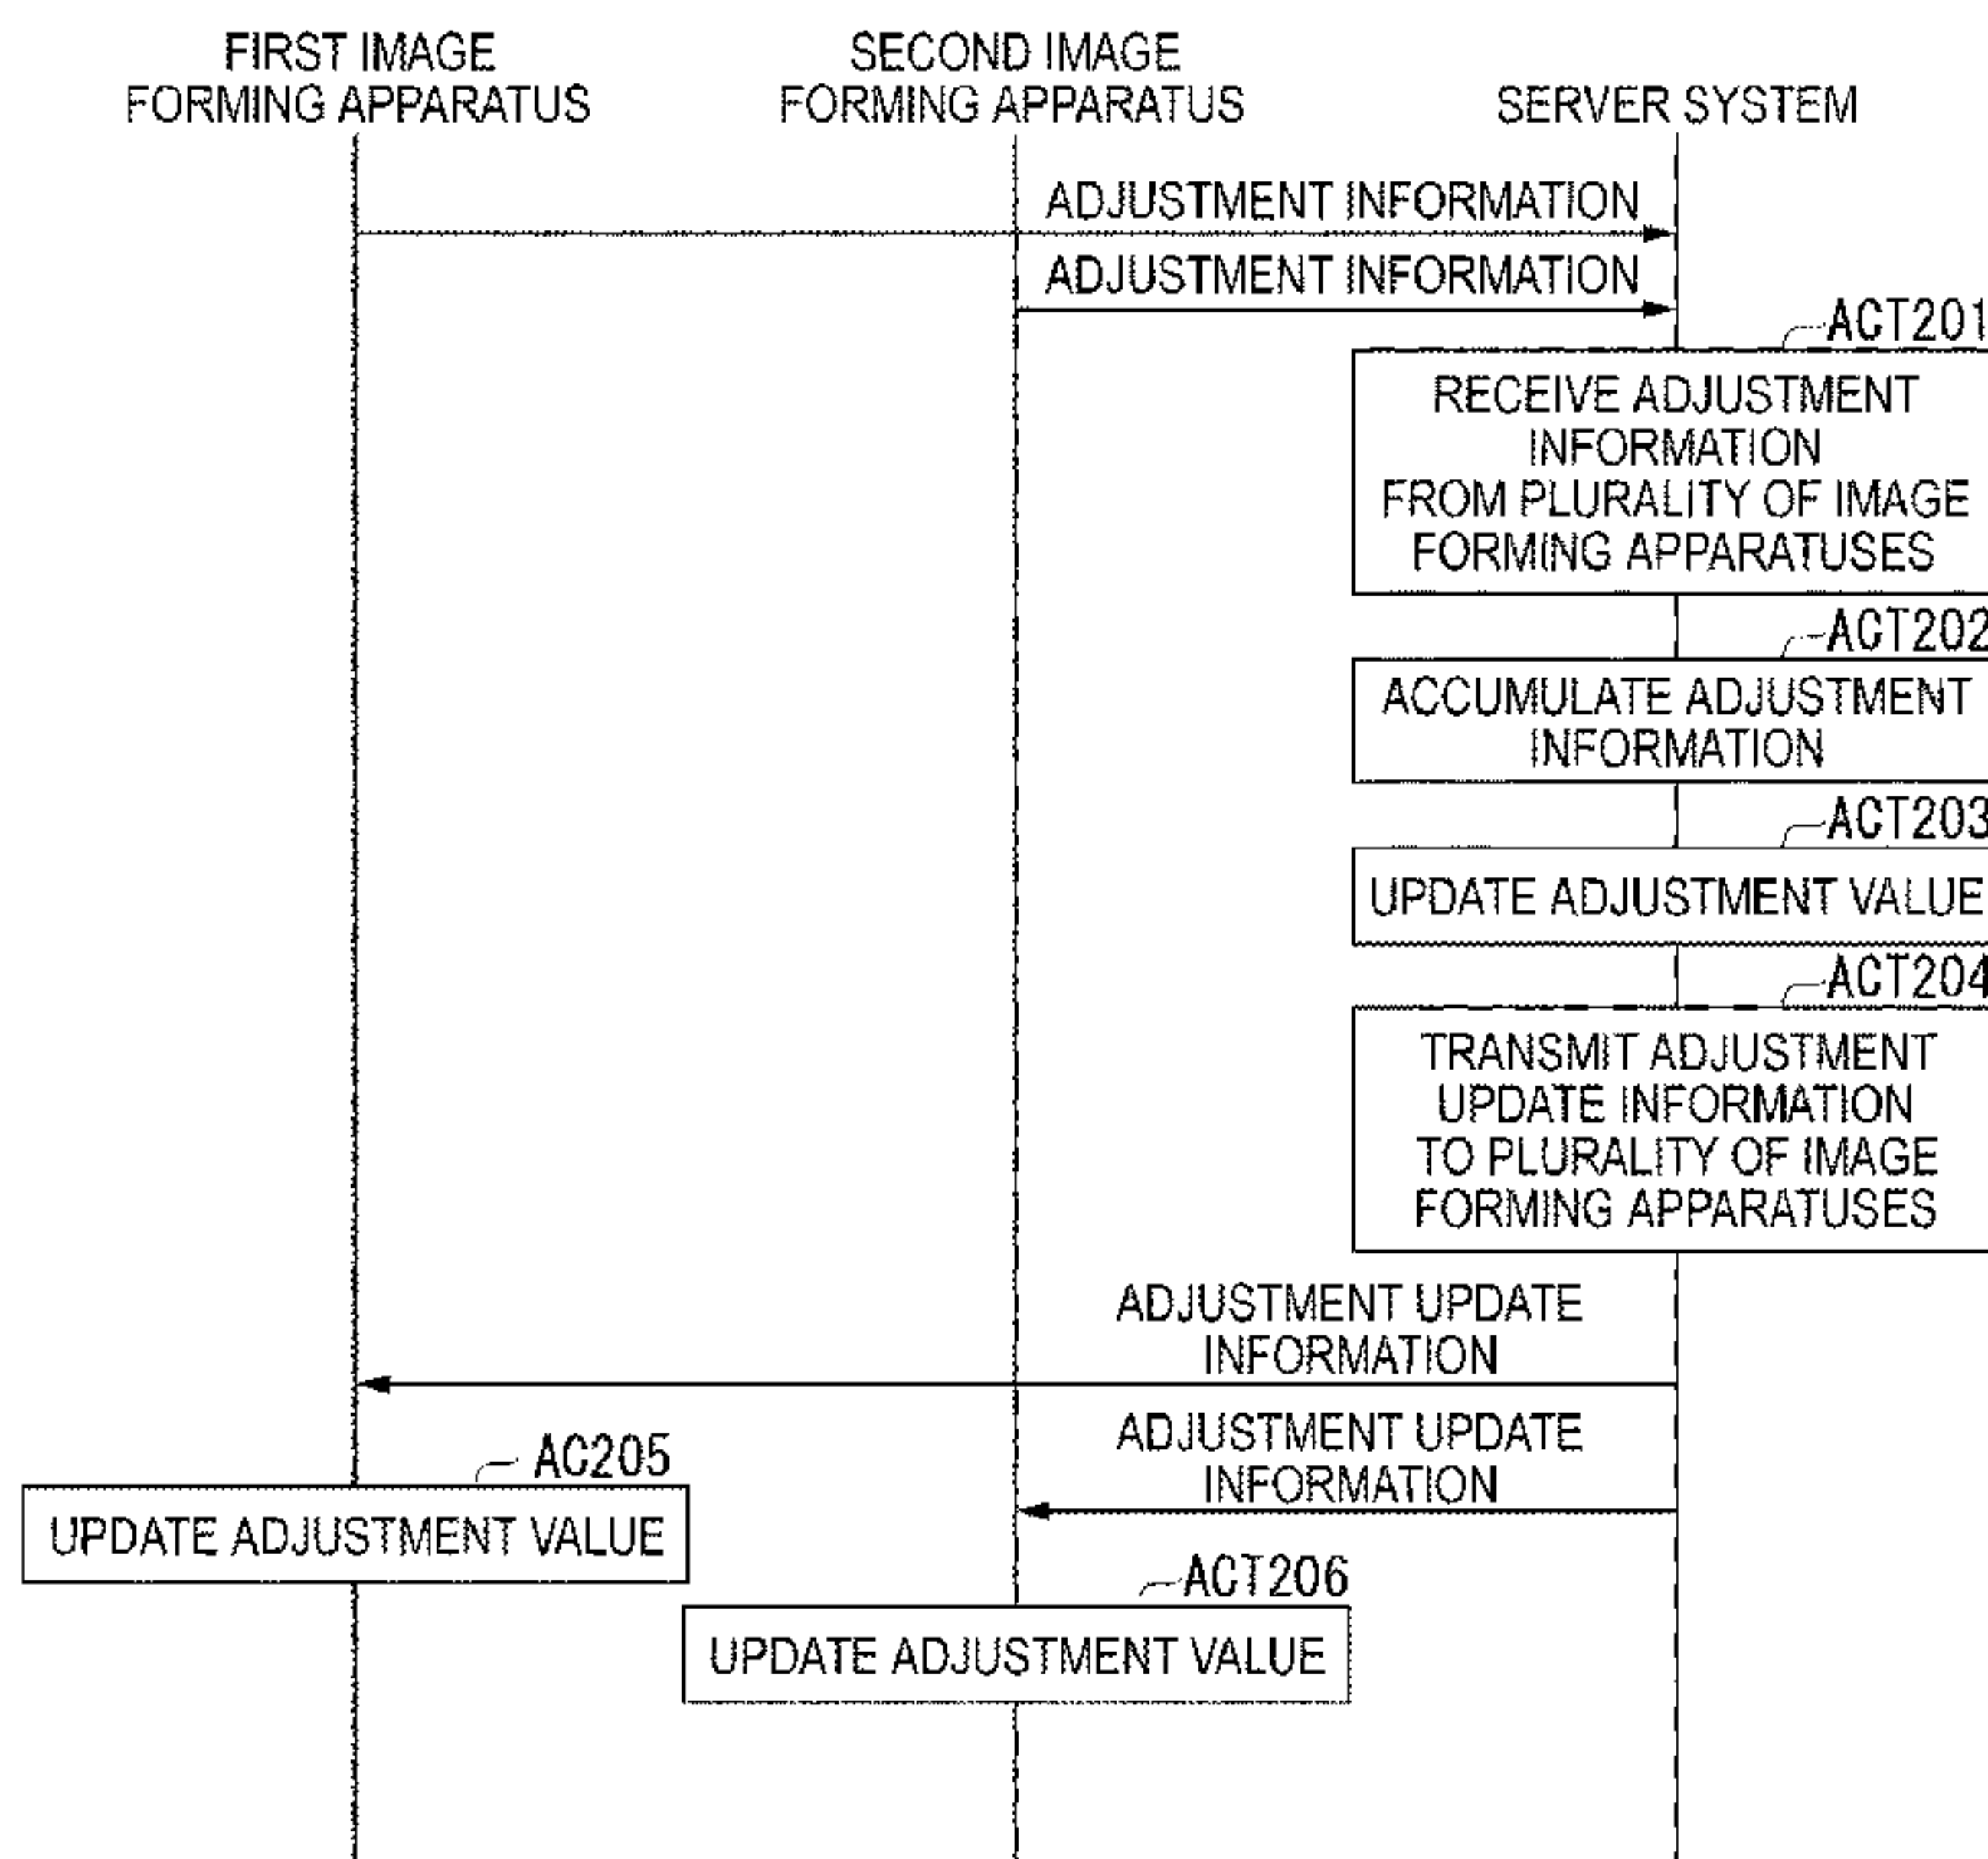 FIRST IMAGE
FORMING APPARATUS
SECOND IMAGE
FORMING APPARATUS
SERVER SYSTEM
ADJUSTMENT INFORMATION
ADJUSTMENT INFORMATION
ACT201
RECEIVE ADJUSTMENT
INFORMATION
FROM PLURALITY OF IMAGE
FORMING APPARATUSES
ACT202
ACCUMULATE ADJUSTMENT
INFORMATION
ACT203
UPDATE ADJUSTMENT VALUE
ACT204
TRANSMIT ADJUSTMENT
UPDATE INFORMATION
TO PLURALITY OF IMAGE
FORMING APPARATUSES
ADJUSTMENT UPDATE
INFORMATION
ADJUSTMENT UPDATE
INFORMATION
AC205
UPDATE ADJUSTMENT VALUE
ACT206
UPDATE ADJUSTMENT VALUE